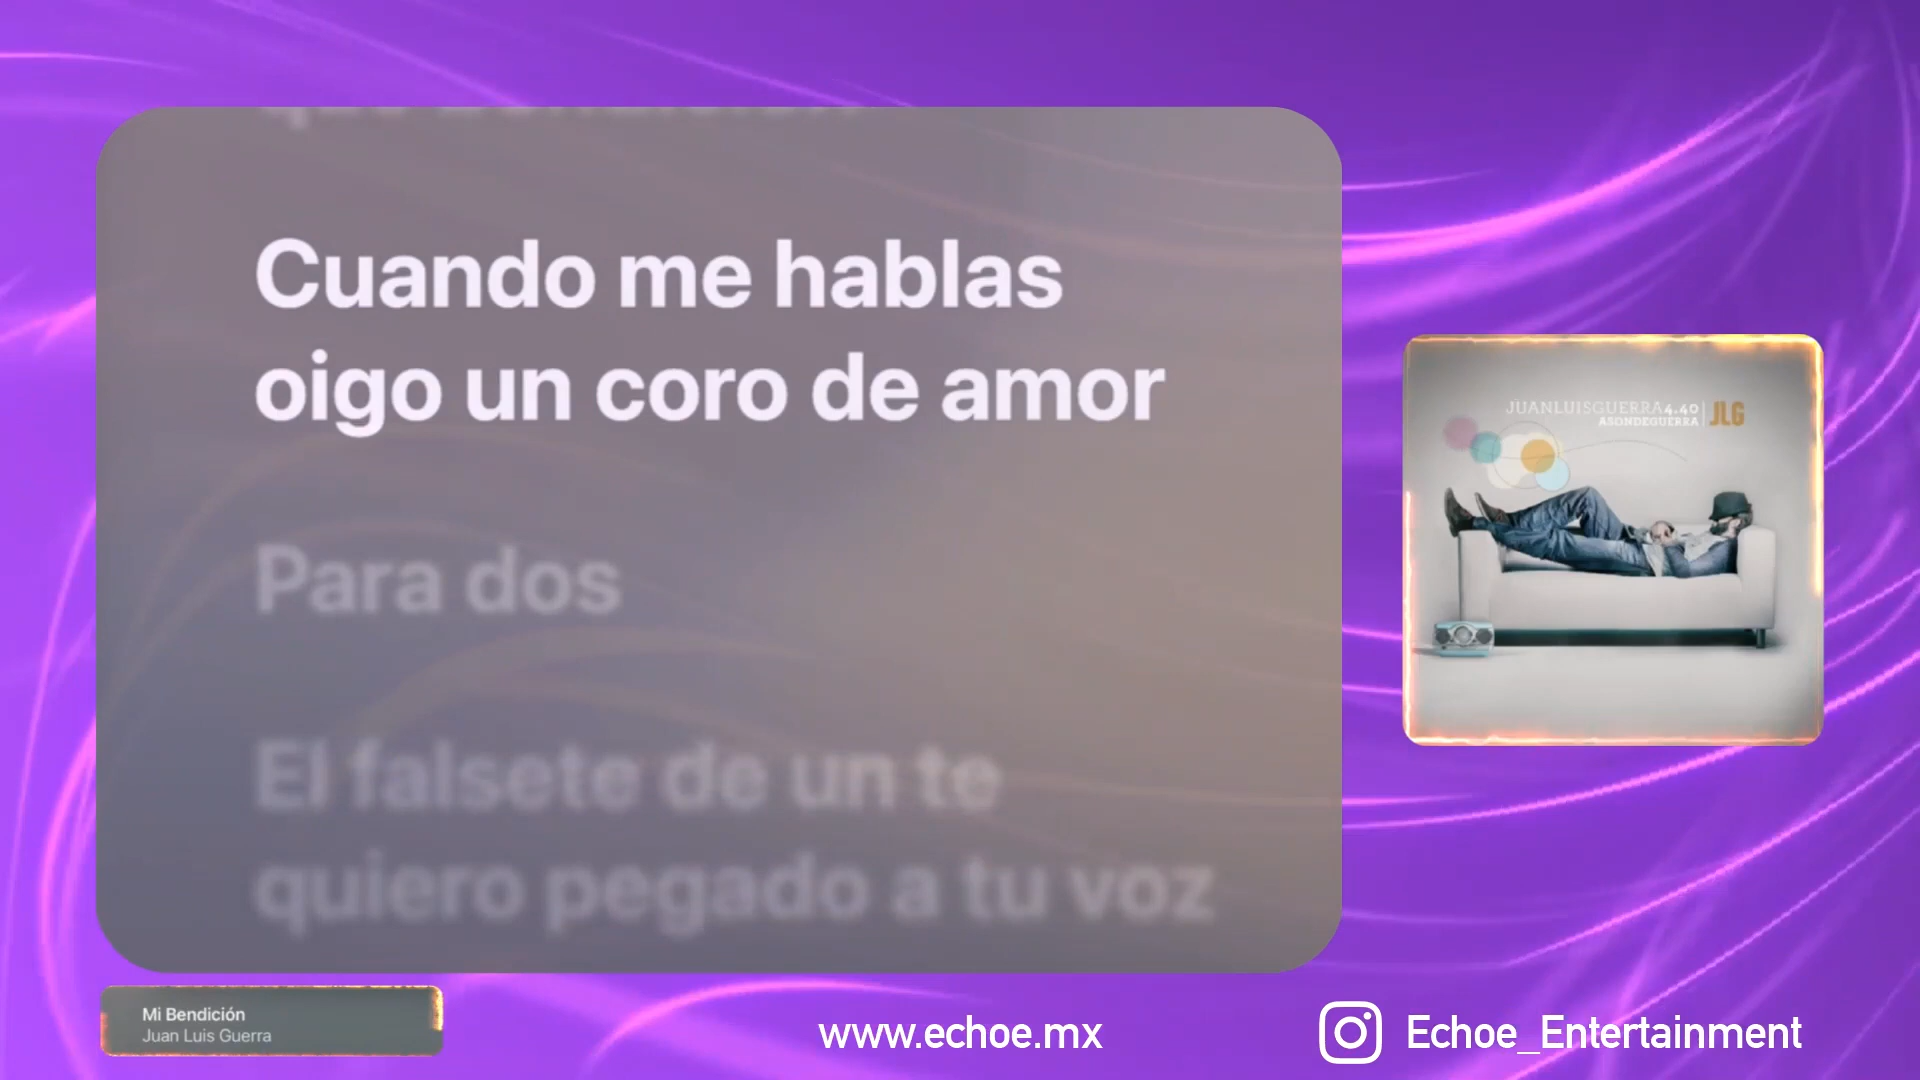 Cuando me hablas
oigo un coro de amor
Para dos
El falsete de un te
quiero pegado a tu voz
JUANLUISGUERRA4.40 | JLG
ASONDEGUERRA
Mi Bendición
Juan Luis Guerra
www.echoe.mx
Echoe_Entertainment